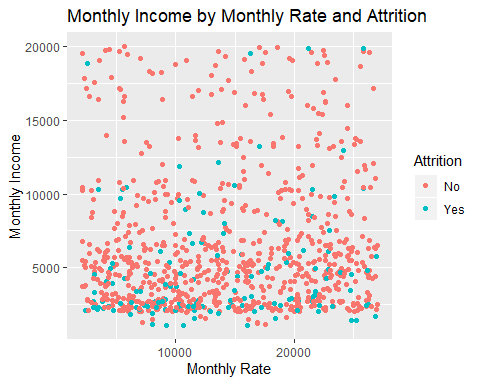 Monthly Income by Monthly Rate and Attrition
Monthly Income
20000
15000
10000
5000
10000
20000
Monthly Rate
Attrition
No
Yes